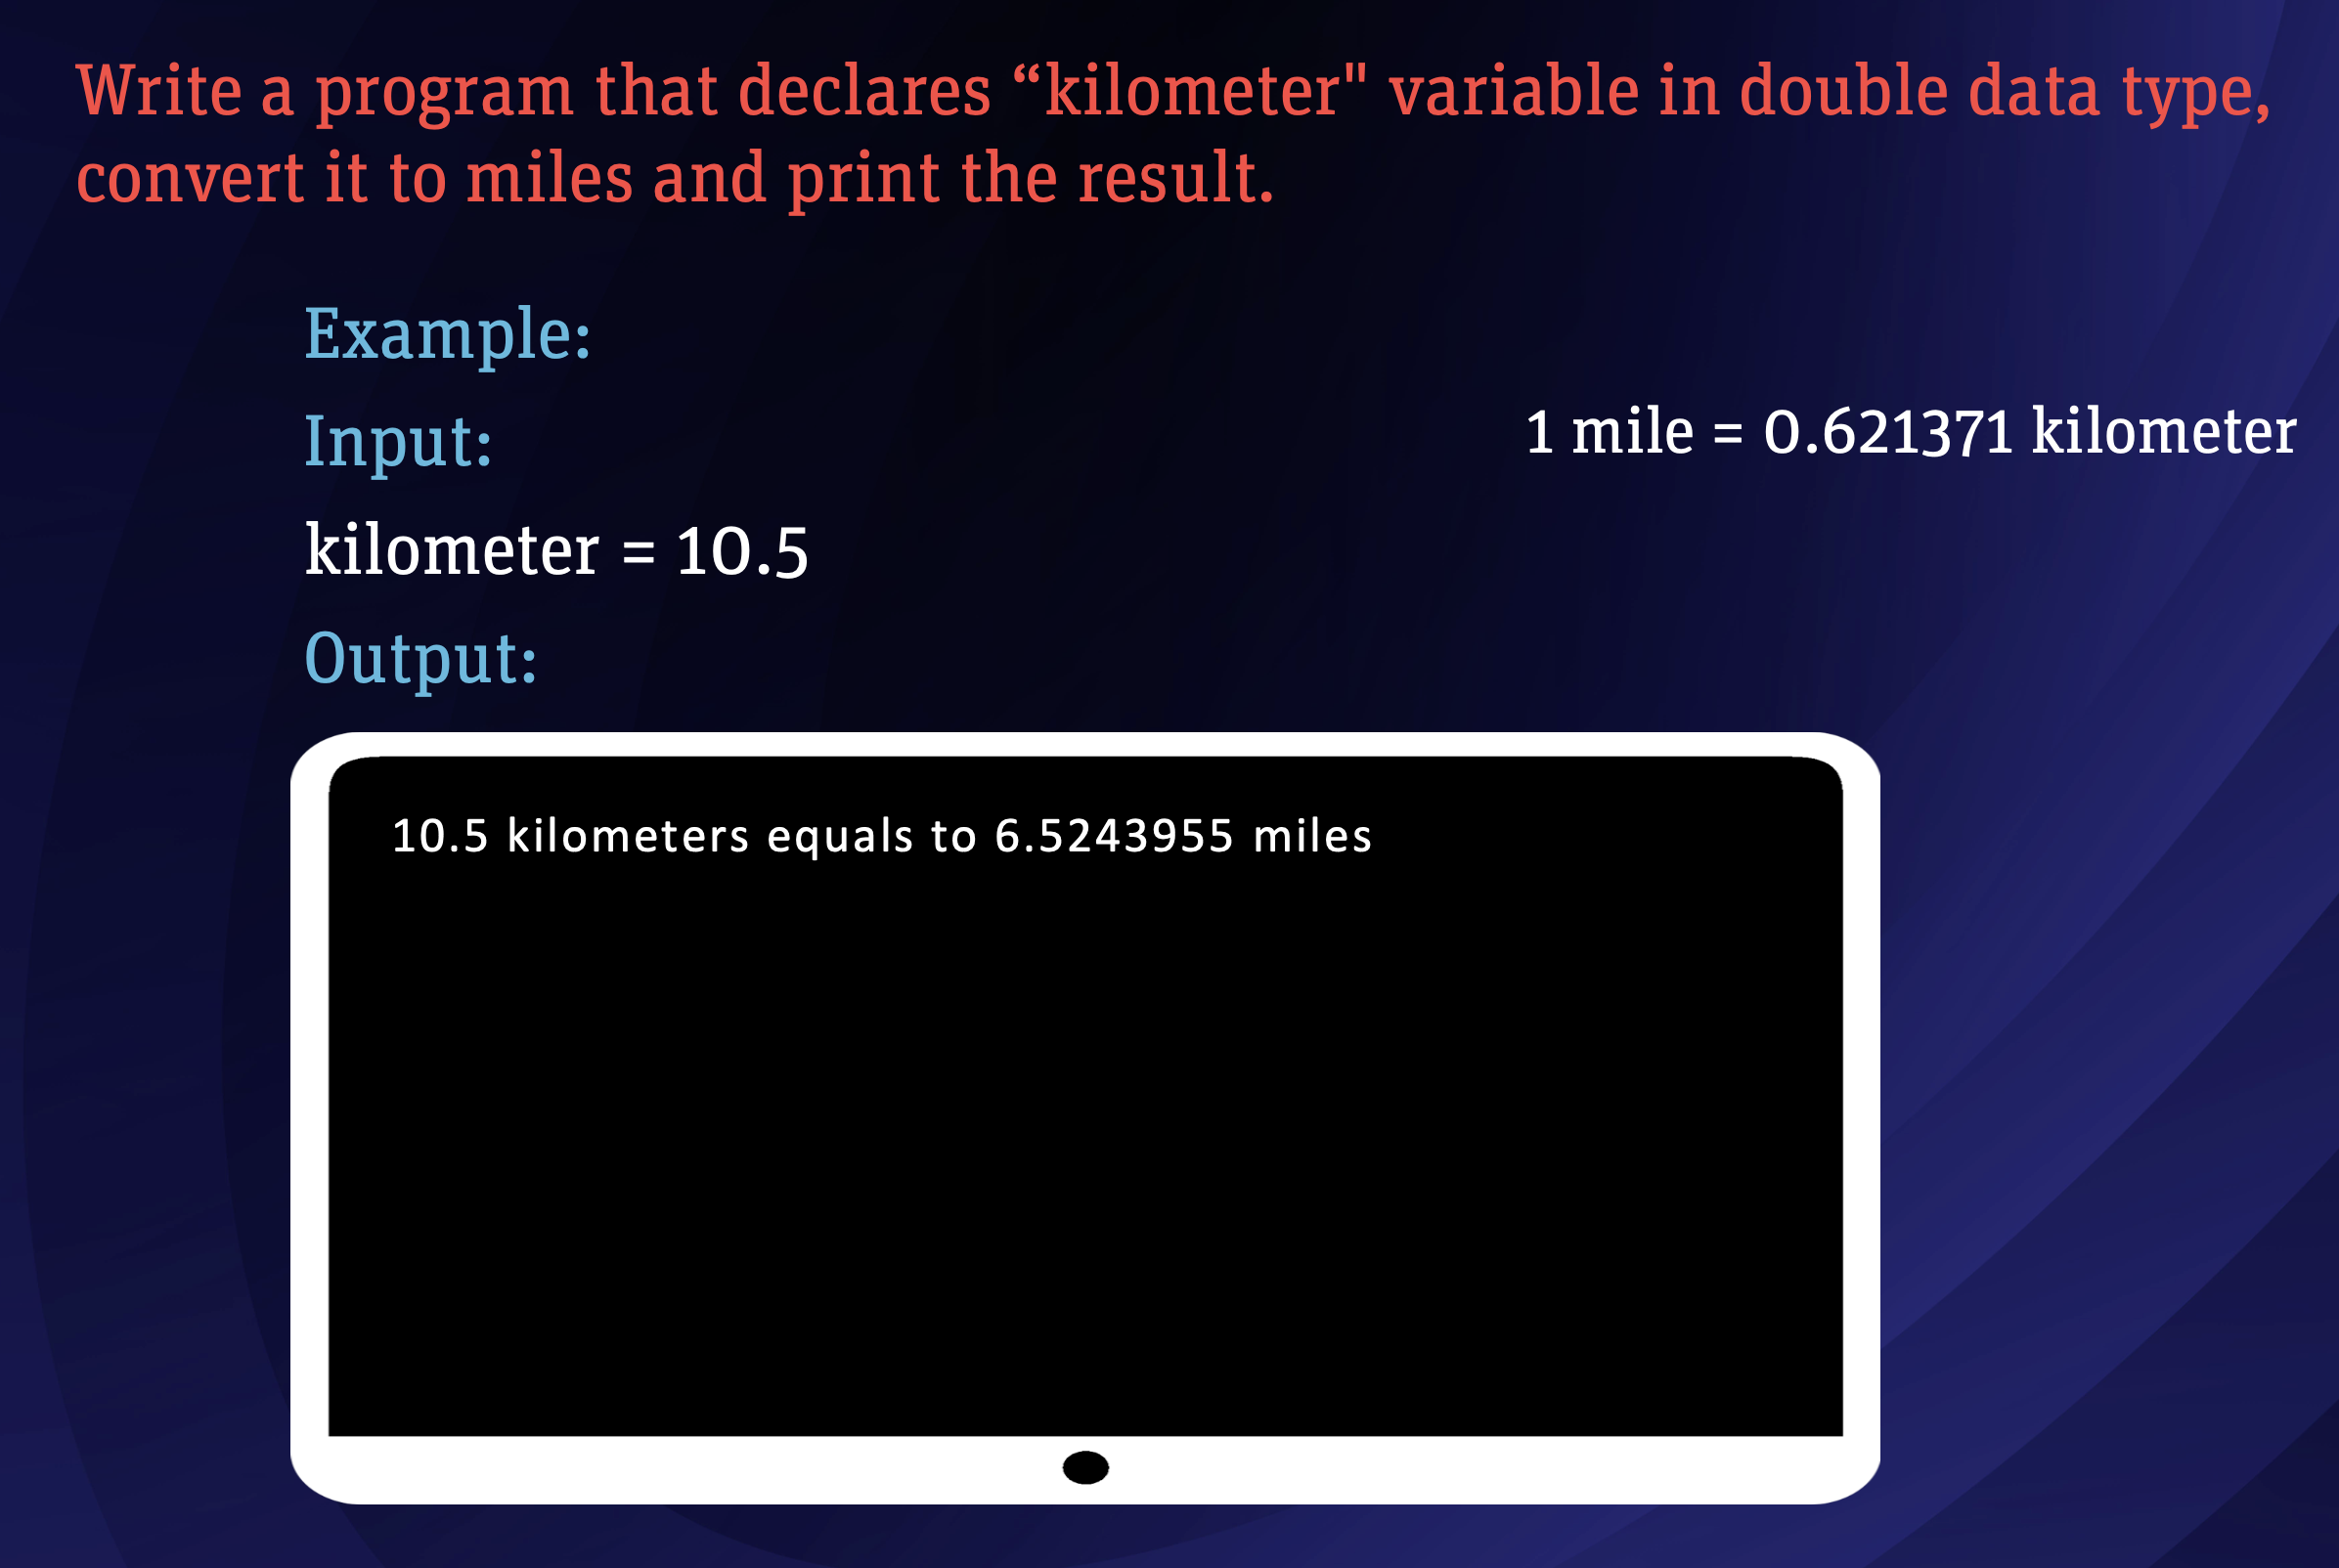 Write a program that declares “kilometer" variable in double data type,
convert it to miles and print the result.
Example:
Input:
1 mile = 0.621371 kilometer
kilometer = 10.5
Output:
10.5 kilometers equals to 6.5243955 miles